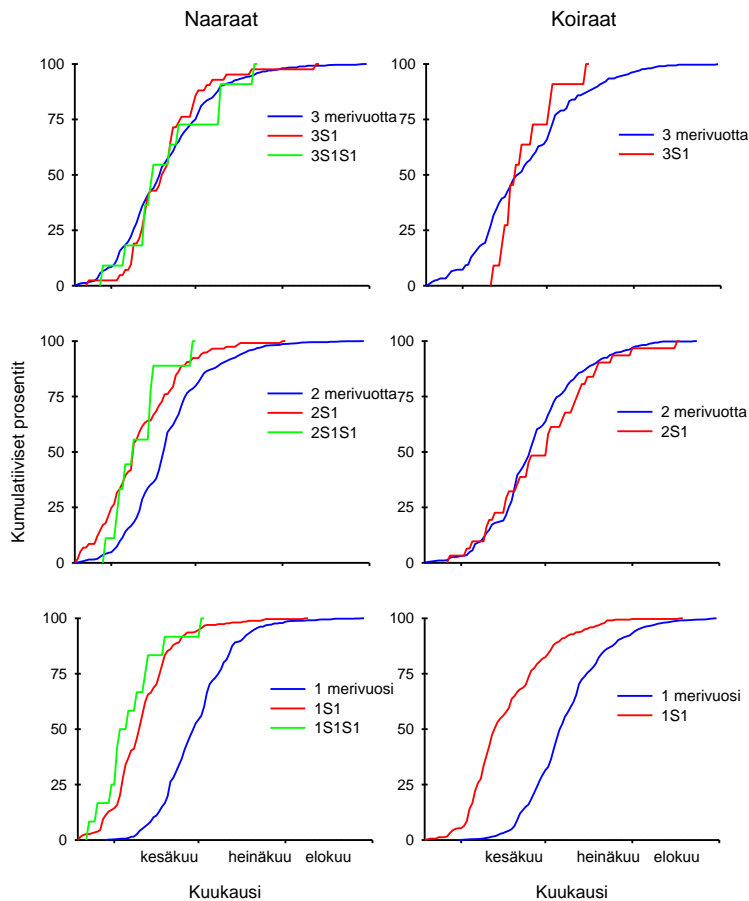 Naaraat
Koiraat
Kumulatiiviset prosentit
100
75
50
25
0
3 merivuotta
3S1
3S1S1
100
75
50
25
0
3 merivuotta
3S1
100
75
50
25
0
2 merivuotta
2S1
2S1S1
100
75
50
25
0
2 merivuotta
2S1
100
75
50
25
0
1 merivuosi
1S1
1S1S1
100
75
50
25
0
1 merivuosi
1S1
kesäkuu heinäkuu elokuu
kesäkuu heinäkuu elokuu
Kuukausi
Kuukausi